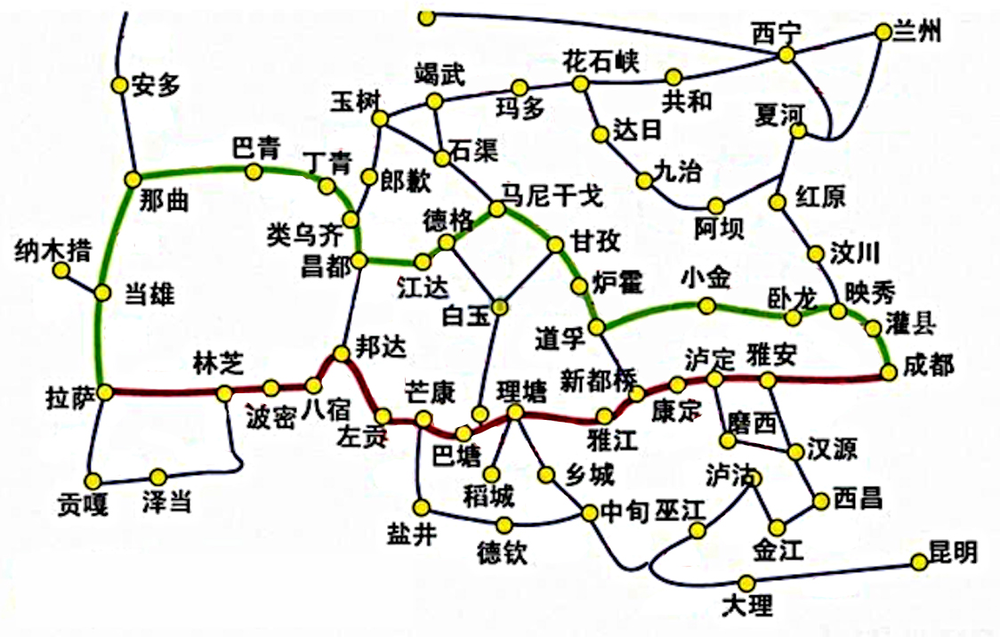 西宁
兰州
花石峡
竭武
安多
玛多
共和
玉树
夏河
达日
巴青
石渠
丁青
九治
郎歉
马尼干戈
红原
那曲
德格
阿坝
类乌齐
甘孜
纳木措
汶川
昌都
小金
炉霍
江达
当雄
映秀
卧龙
白玉
灌县
道孚
邦达
泸定
雅安
林芝
成都
新都桥
拉萨
芒康
理塘
康定
八宿
波密
磨西
左贡
雅江
汉源
巴塘
乡城
泸沽
稻城
西昌
贡嘎
泽当
中旬
巫江
盐井
金江
德钦
昆明
大理